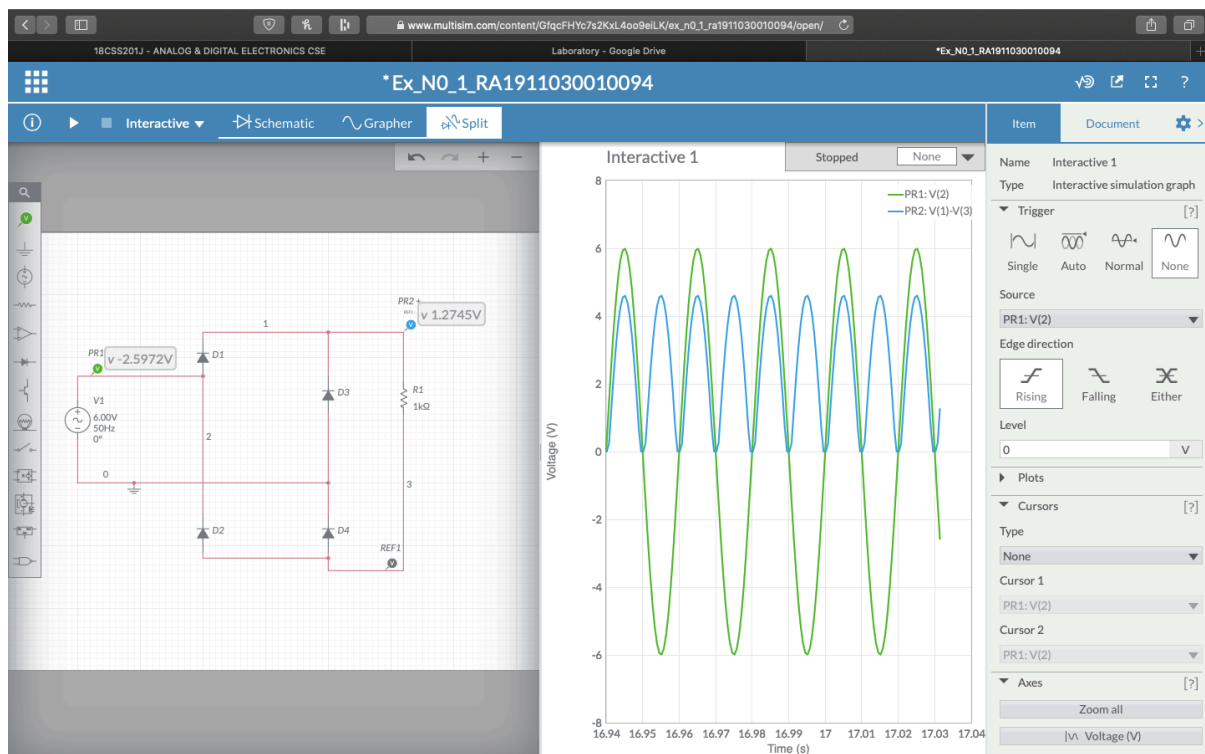 www.multisim.com/content/GfqcFHYc7s2KxL4oo9eiLK/ex_n0_1_ra1911030010094/open/
18CSS201J - ANALOG & DIGITAL ELECTRONICS CSE
Laboratory - Google Drive
*Ex_N0_1_RA1911030010094
*Ex_N0_1_RA1911030010094
?
Interactive
Schematic
Grapher
Split
Item
Document
Interactive 1
Stopped
None
PR1: V(2)
PR2: V(1)-V(3)
8
6
4
2
0
-2
-4
-6
-8
Voltage (V)
16.94 16.95 16.96 16.97 16.98 16.99 17 17.01 17.02 17.03 17.04
Time (s)
PR1
v -2.5972V
PR2 +
REF1 -
v 1.2745V
1
D1
D3
R1
1kΩ
V1
6.00V
50Hz
0°
2
0
3
D2
D4
REF1
Name Interactive 1
Type Interactive simulation graph
Trigger [?]
Single Auto Normal None
Source
PR1: V(2)
Edge direction
Rising Falling Either
Level
0 V
Plots
Cursors [?]
Type
None
Cursor 1
PR1: V(2)
Cursor 2
PR1: V(2)
Axes [?]
Zoom all
Voltage (V)